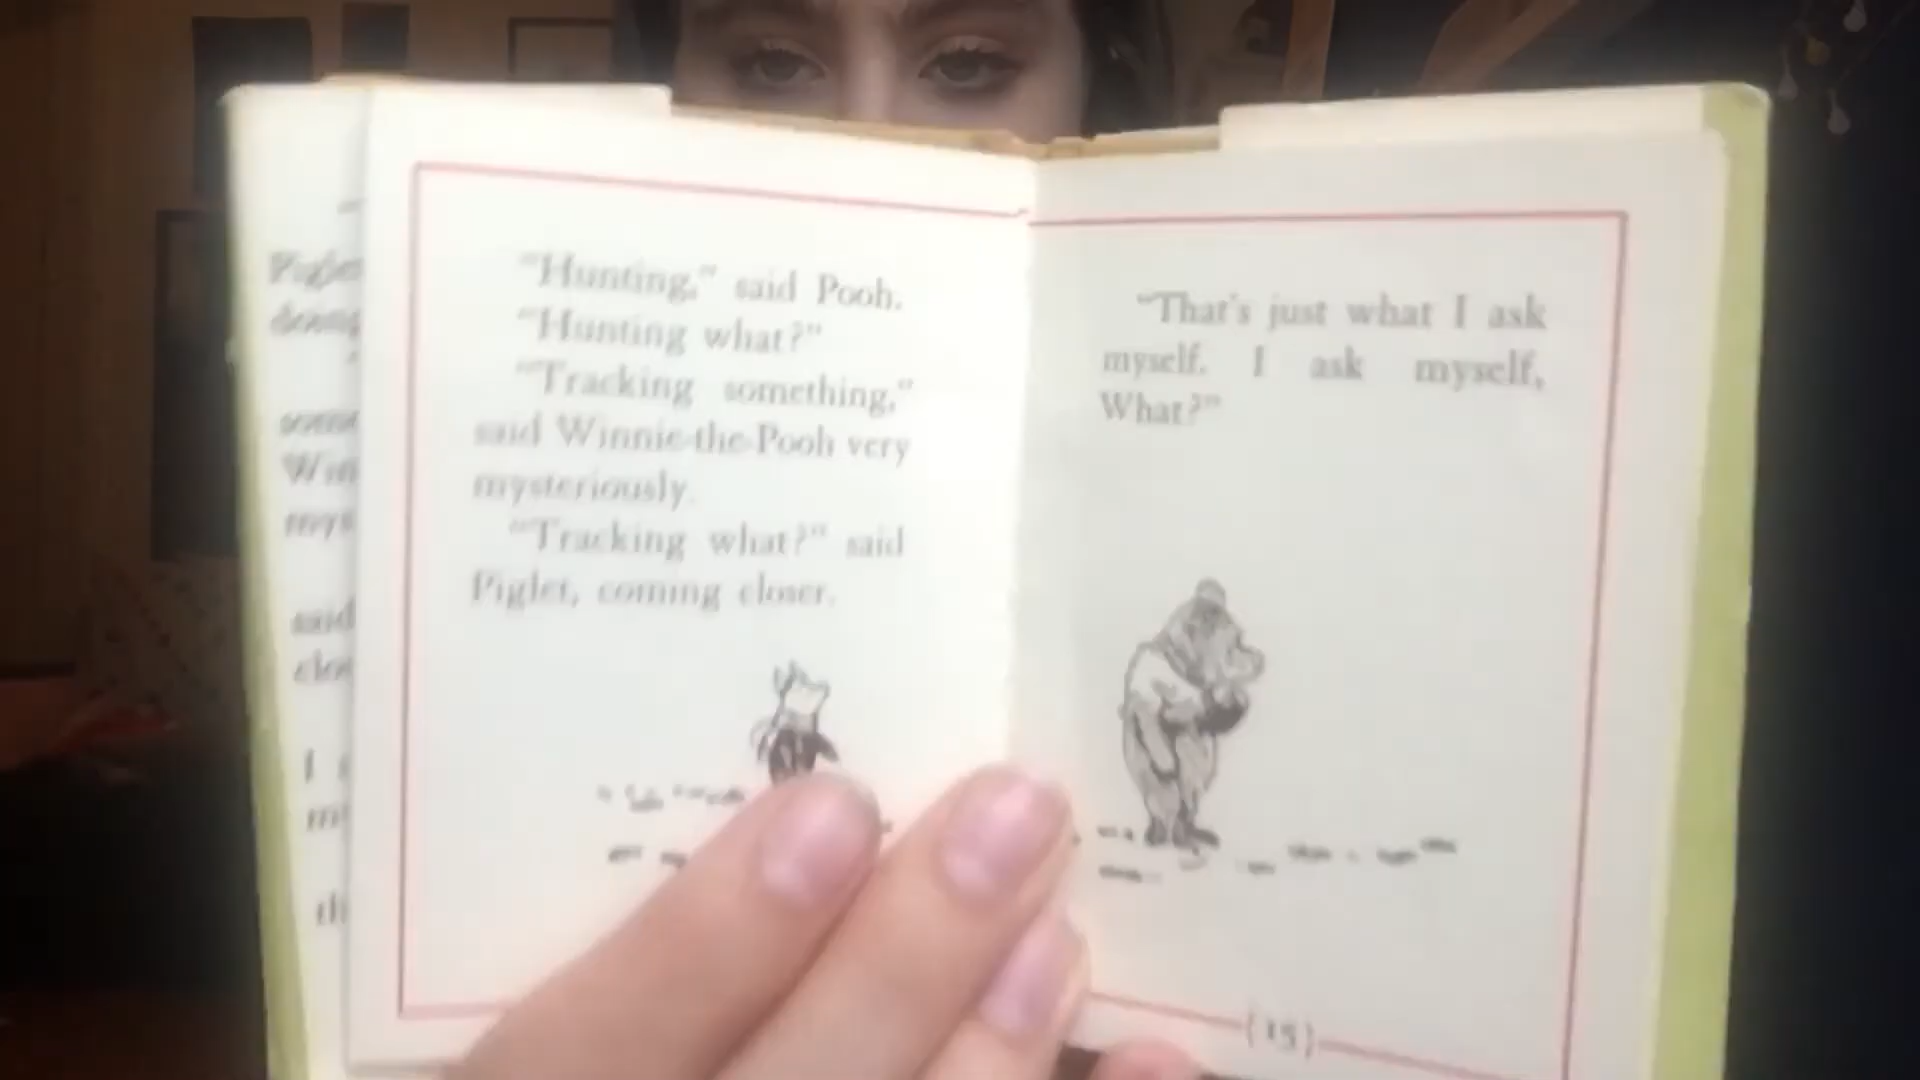 "Hunting," said Pooh.
"Hunting what?"
"Tracking something,"
said Winnie-the-Pooh very
mysteriously.
"Tracking what?" said
Piglet, coming closer.
"That's just what I ask
myself. I ask myself,
What?"
(15)